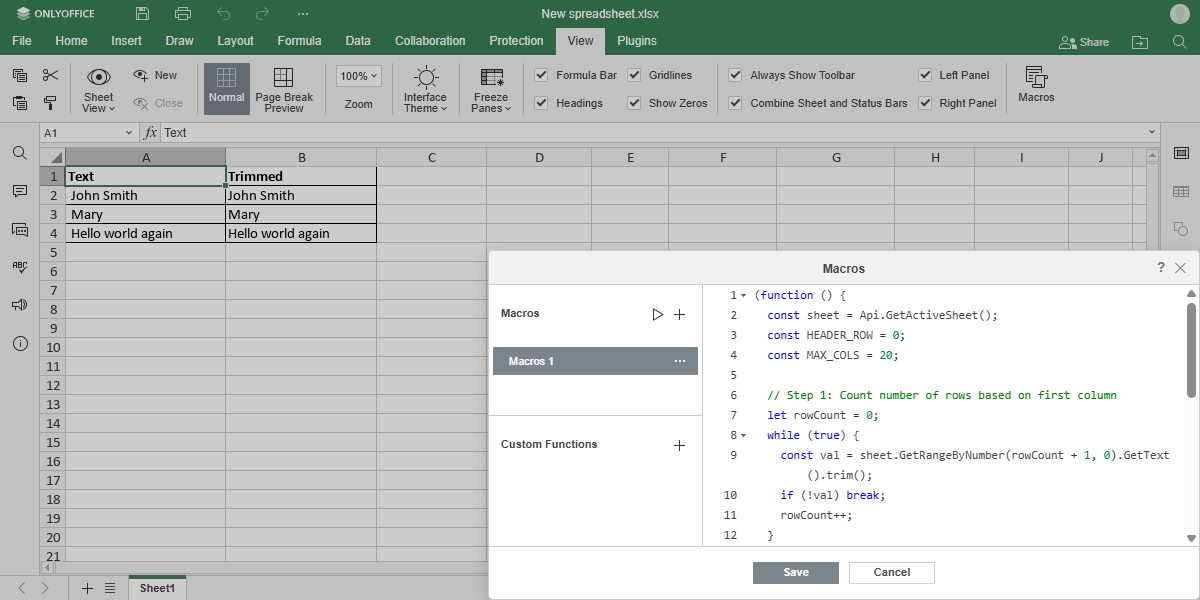 ONLYOFFICE
New spreadsheet.xlsx
File Home Insert Draw Layout Formula Data Collaboration Protection View Plugins Share
Sheet View
New
Close
Normal
Page Break Preview
100%
Zoom
Interface Theme
Freeze Panes
Formula Bar Gridlines
Headings Show Zeros
Always Show Toolbar Left Panel
Combine Sheet and Status Bars Right Panel
Macros
A1 fx Text
A B C D E F G H I J
1 Text Trimmed
2 John Smith John Smith
3 Mary Mary
4 Hello world again Hello world again
5
6
7
8
9
10
11
12
13
14
15
16
17
18
19
20
21
ABC
Macros ?
Macros
Macros 1 ...
Custom Functions
1 (function () {
2 const sheet = Api.GetActiveSheet();
3 const HEADER_ROW = 0;
4 const MAX_COLS = 20;
5
6 // Step 1: Count number of rows based on first column
7 let rowCount = 0;
8 while (true) {
9 const val = sheet.GetRangeByNumber(rowCount + 1, 0).GetText
().trim();
10 if (!val) break;
11 rowCount++;
12 }
Save Cancel
Sheet1